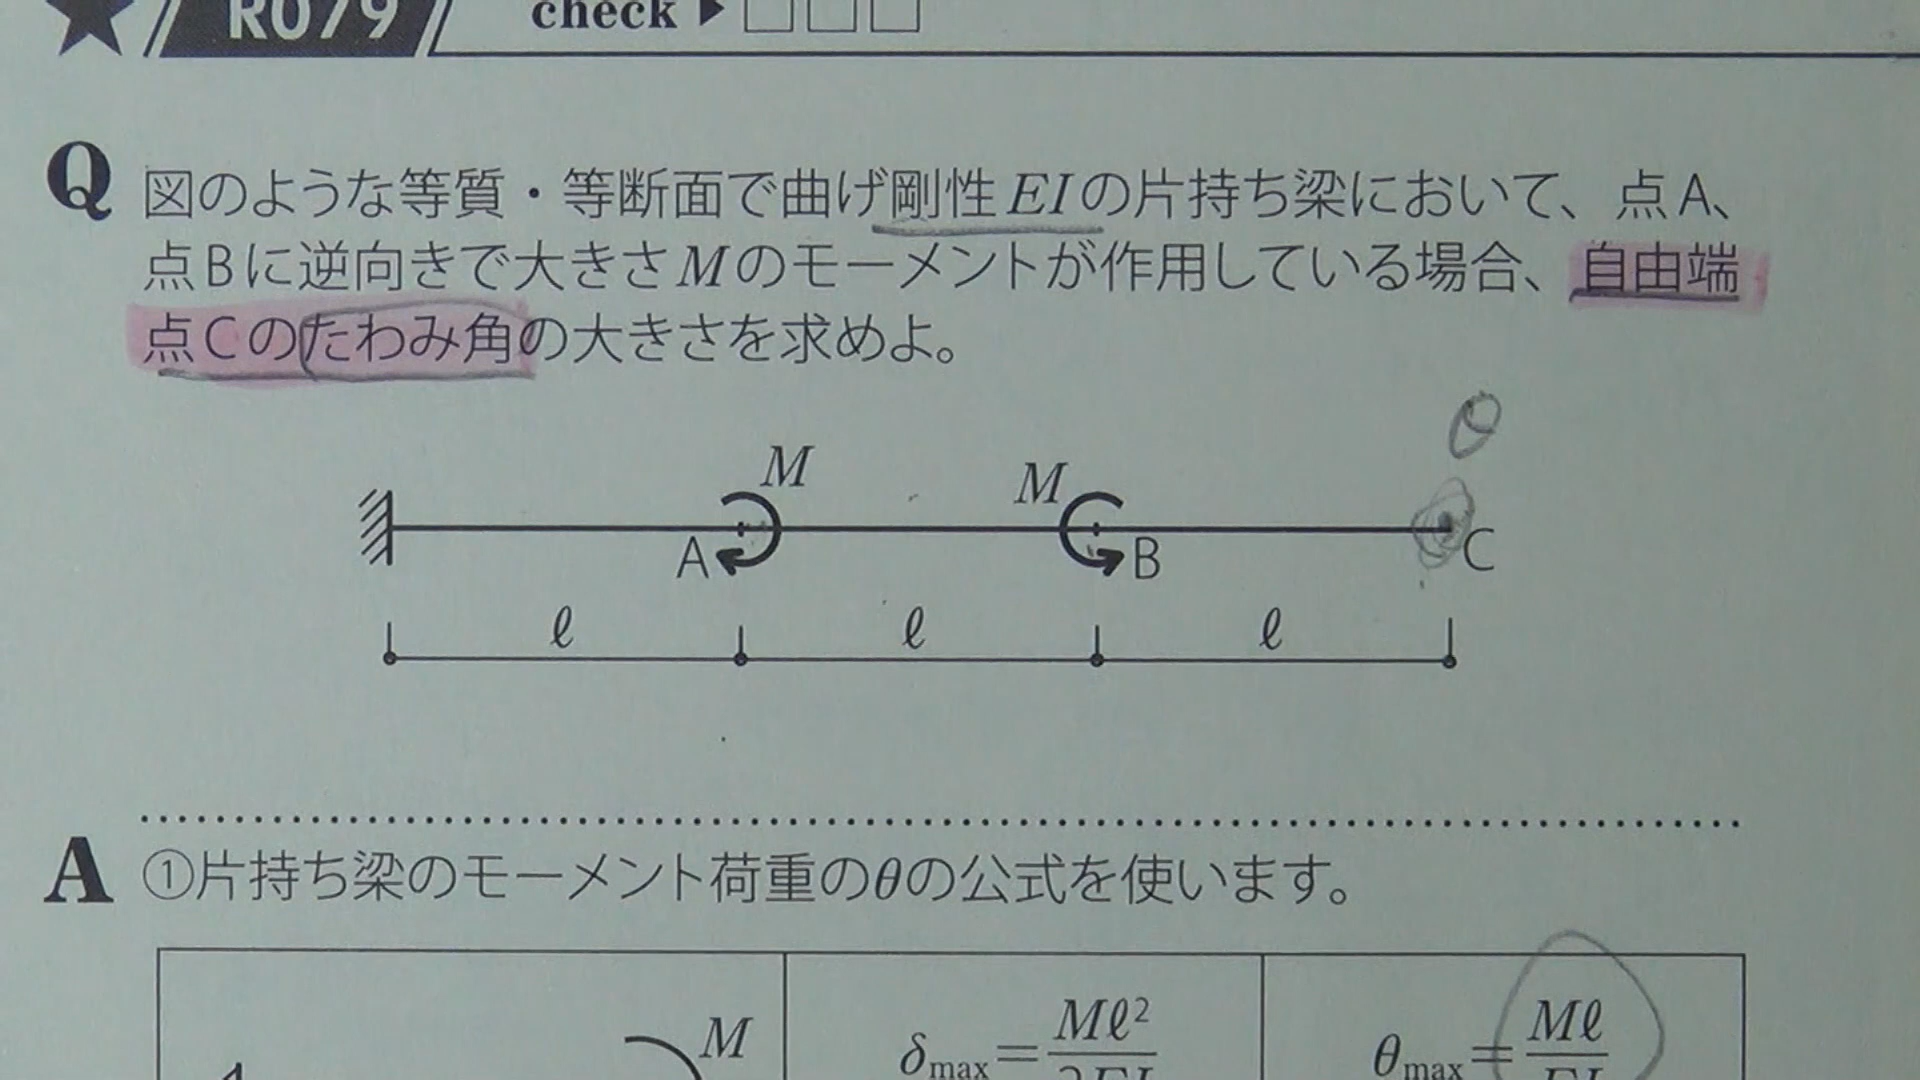 R079 check
Q 図のような等質・等断面で曲げ剛性EIの片持ち梁において、点A、
点Bに逆向きで大きさMのモーメントが作用している場合、自由端
点Cのたわみ角の大きさを求めよ。
θ
M M
A B C
ℓ ℓ ℓ
A ①片持ち梁のモーメント荷重のθの公式を使います。
M δmax=Mℓ²/2EI θmax=Mℓ/EI